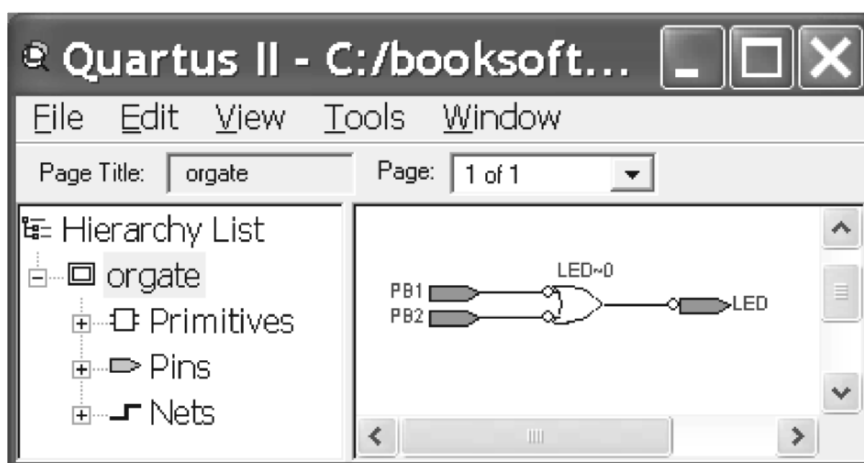 Quartus II - C:/booksoft...
File Edit View Tools Window
Page Title: orgate Page: 1 of 1
Hierarchy List
orgate
Primitives
Pins
Nets
LED~0
PB1
PB2
LED